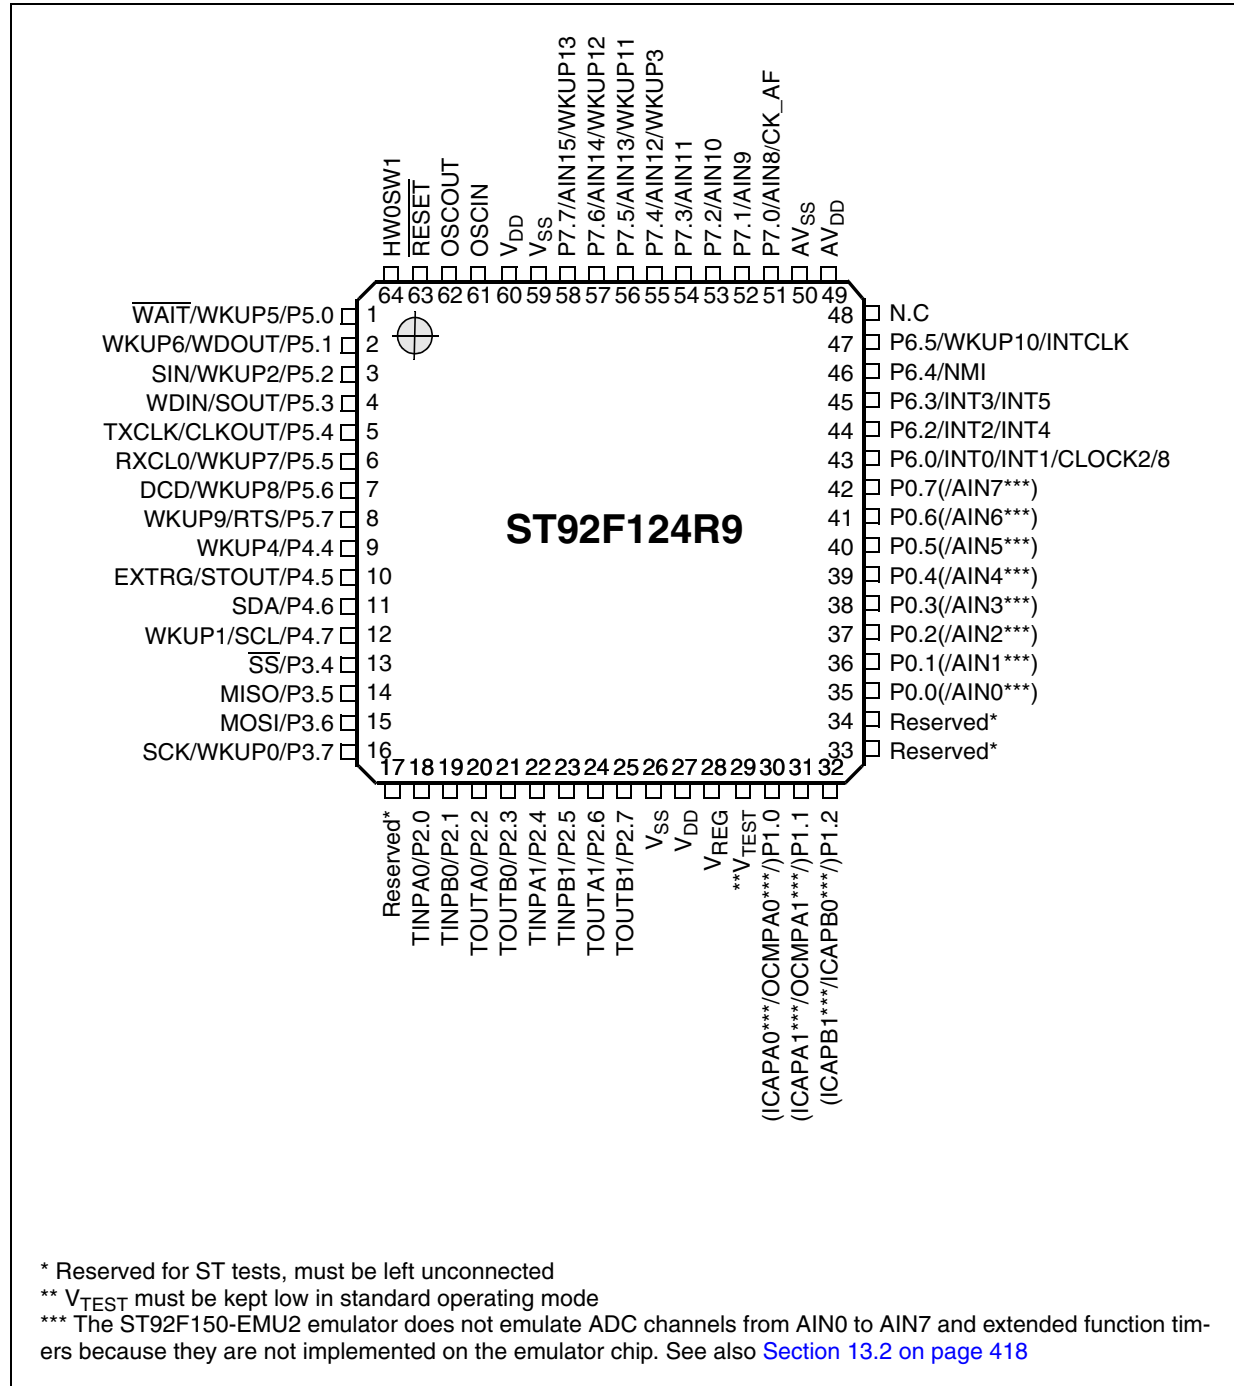 HW0SW1
RESET
OSCOUT
OSCIN
VDD
VSS
P7.7/AIN15/WKUP13
P7.6/AIN14/WKUP12
P7.5/AIN13/WKUP11
P7.4/AIN12/WKUP3
P7.3/AIN11
P7.2/AIN10
P7.1/AIN9
P7.0/AIN8/CK_AF
AVSS
AVDD
64 63 62 61 60 59 58 57 56 55 54 53 52 51 50 49
WAIT/WKUP5/P5.0 1
WKUP6/WDOUT/P5.1 2
SIN/WKUP2/P5.2 3
WDIN/SOUT/P5.3 4
TXCLK/CLKOUT/P5.4 5
RXCL0/WKUP7/P5.5 6
DCD/WKUP8/P5.6 7
WKUP9/RTS/P5.7 8
WKUP4/P4.4 9
EXTRG/STOUT/P4.5 10
SDA/P4.6 11
WKUP1/SCL/P4.7 12
SS/P3.4 13
MISO/P3.5 14
MOSI/P3.6 15
SCK/WKUP0/P3.7 16
ST92F124R9
48 N.C
47 P6.5/WKUP10/INTCLK
46 P6.4/NMI
45 P6.3/INT3/INT5
44 P6.2/INT2/INT4
43 P6.0/INT0/INT1/CLOCK2/8
42 P0.7(/AIN7***)
41 P0.6(/AIN6***)
40 P0.5(/AIN5***)
39 P0.4(/AIN4***)
38 P0.3(/AIN3***)
37 P0.2(/AIN2***)
36 P0.1(/AIN1***)
35 P0.0(/AIN0***)
34 Reserved*
33 Reserved*
17 18 19 20 21 22 23 24 25 26 27 28 29 30 31 32
Reserved*
TINPA0/P2.0
TINPB0/P2.1
TOUTA0/P2.2
TOUTB0/P2.3
TINPA1/P2.4
TINPB1/P2.5
TOUTA1/P2.6
TOUTB1/P2.7
VSS
VDD
VREG
**VTEST
(ICAPA0***/OCMPA0***/)P1.0
(ICAPA1***/OCMPA1***/)P1.1
(ICAPB1***/ICAPB0***/)P1.2
* Reserved for ST tests, must be left unconnected
** VTEST must be kept low in standard operating mode
*** The ST92F150-EMU2 emulator does not emulate ADC channels from AIN0 to AIN7 and extended function tim-
ers because they are not implemented on the emulator chip. See also Section 13.2 on page 418